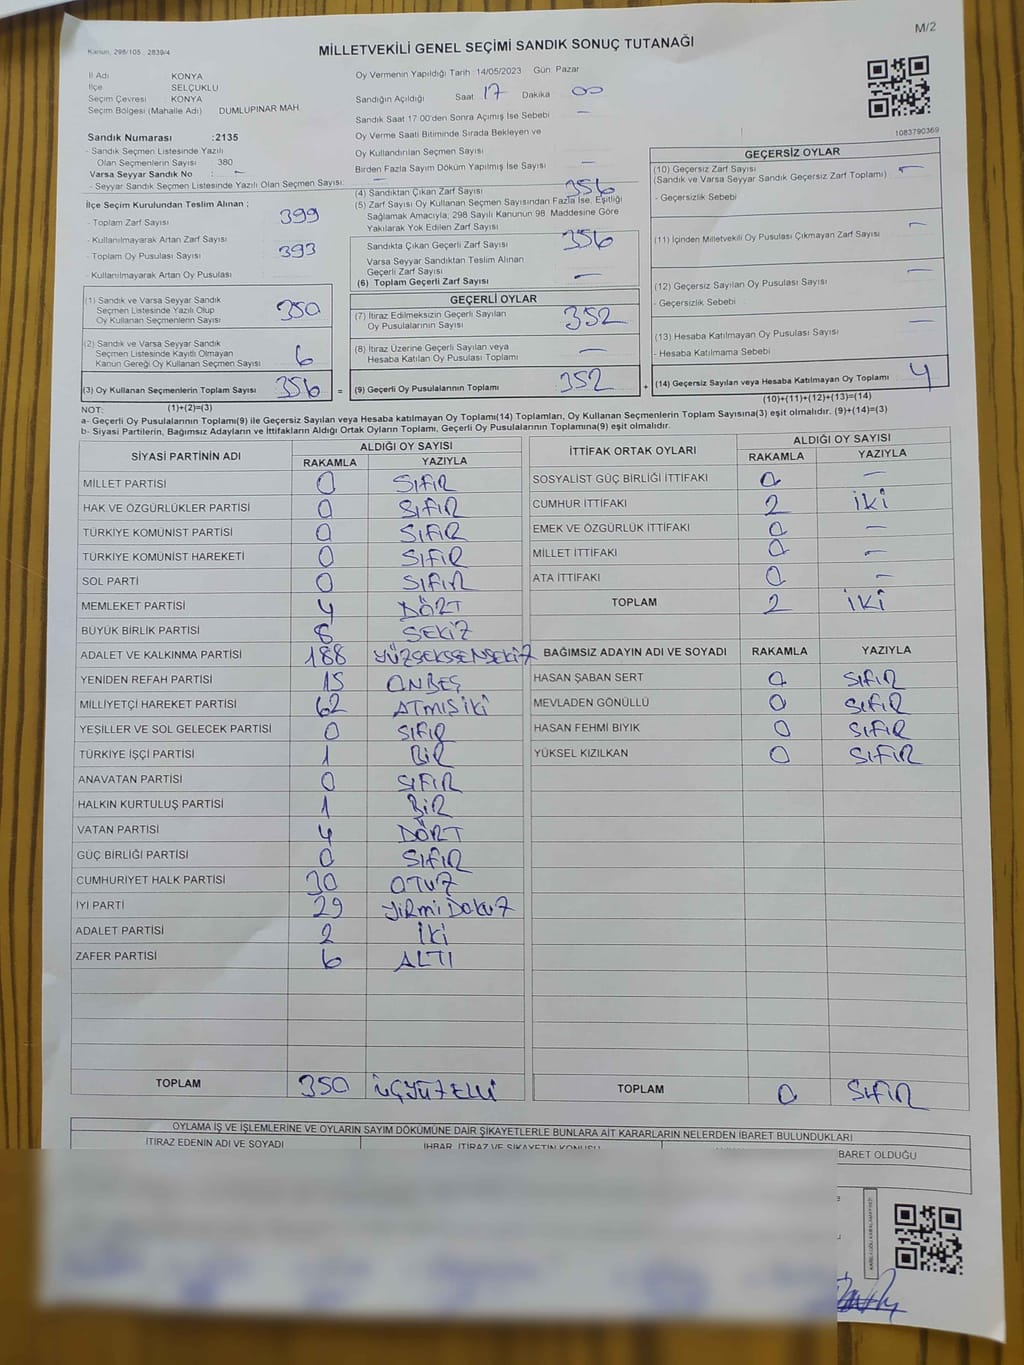 M/2
Kanun, 298/105 , 2839/4
MİLLETVEKİLİ GENEL SEÇİMİ SANDIK SONUÇ TUTANAĞI
İl Adı KONYA
İlçe SELÇUKLU
Seçim Çevresi : KONYA
Seçim Bölgesi (Mahalle Adı) DUMLUPINAR MAH.
Sandık Numarası :2135
- Sandık Seçmen Listesinde Yazılı
Olan Seçmenlerin Sayısı : 380
Varsa Seyyar Sandık No : —
- Seyyar Sandık Seçmen Listesinde Yazılı Olan Seçmen Sayısı: —
İlçe Seçim Kurulundan Teslim Alınan ;
- Toplam Zarf Sayısı 399
- Kullanılmayarak Artan Zarf Sayısı
- Toplam Oy Pusulası Sayısı 393
- Kullanılmayarak Artan Oy Pusulası
(1) Sandık ve Varsa Seyyar Sandık
Seçmen Listesinde Yazılı Olup
Oy Kullanan Seçmenlerin Sayısı 350
(2) Sandık ve Varsa Seyyar Sandık
Seçmen Listesinde Kayıtlı Olmayan
Kanun Gereği Oy Kullanan Seçmen Sayısı 6
(3) Oy Kullanan Seçmenlerin Toplam Sayısı 356 =
(1)+(2)=(3)
Oy Vermenin Yapıldığı Tarih 14/05/2023 Gün: Pazar
Sandığın Açıldığı Saat 17 Dakika 00
Sandık Saat 17 00'den Sonra Açımış İse Sebebi —
Oy Verme Saati Bitiminde Sırada Bekleyen ve
Oy Kullandırılan Seçmen Sayısı
Birden Fazla Sayım Döküm Yapılmış İse Sayısı —
(4) Sandıktan Çıkan Zarf Sayısı 356
(5) Zarf Sayısı Oy Kullanan Seçmen Sayısından Fazla İse, Eşitliği
Sağlamak Amacıyla; 298 Sayılı Kanunun 98. Maddesine Göre
Yakılarak Yok Edilen Zarf Sayısı
Sandıkta Çıkan Geçerli Zarf Sayısı 356
Varsa Seyyar Sandıktan Teslim Alınan
Geçerli Zarf Sayısı
(6) Toplam Geçerli Zarf Sayısı —
GEÇERLİ OYLAR
(7) İtiraz Edilmeksizin Geçerli Sayılan
Oy Pusulalarının Sayısı 352
(8) İtiraz Üzerine Geçerli Sayılan veya
Hesaba Katılan Oy Pusulası Toplamı —
(9) Geçerli Oy Pusulalarının Toplamı 352 +
1083790369
GEÇERSİZ OYLAR
(10) Geçersiz Zarf Sayısı —
(Sandık ve Varsa Seyyar Sandık Geçersiz Zarf Toplamı)
- Geçersizlik Sebebi
(11) İçinden Milletvekili Oy Pusulası Çıkmayan Zarf Sayısı —
(12) Geçersiz Sayılan Oy Pusulası Sayısı —
- Geçersizlik Sebebi
(13) Hesaba Katılmayan Oy Pusulası Sayısı —
- Hesaba Katılmama Sebebi
(14) Geçersiz Sayılan veya Hesaba Katılmayan Oy Toplamı 4
(10)+(11)+(12)+(13)=(14)
NOT:
a- Geçerli Oy Pusulalarının Toplamı(9) ile Geçersiz Sayılan veya Hesaba katılmayan Oy Toplamı(14) Toplamları, Oy Kullanan Seçmenlerin Toplam Sayısına(3) eşit olmalıdır. (9)+(14)=(3)
b- Siyasi Partilerin, Bağımsız Adayların ve İttifakların Aldığı Ortak Oyların Toplamı, Geçerli Oy Pusulalarının Toplamına(9) eşit olmalıdır.
SİYASİ PARTİNİN ADI ALDIĞI OY SAYISI
RAKAMLA YAZIYLA
MİLLET PARTİSİ 0 SIFIR
HAK VE ÖZGÜRLÜKLER PARTİSİ 0 SIFIR
TÜRKİYE KOMÜNİST PARTİSİ 0 SIFIR
TÜRKİYE KOMÜNİST HAREKETİ 0 SIFIR
SOL PARTİ 0 SIFIR
MEMLEKET PARTİSİ 4 DÖRT
BÜYÜK BİRLİK PARTİSİ 8 SEKİZ
ADALET VE KALKINMA PARTİSİ 188 YÜZSEKSENSEKİZ
YENİDEN REFAH PARTİSİ 15 ONBEŞ
MİLLİYETÇİ HAREKET PARTİSİ 62 ATMIŞ İKİ
YEŞİLLER VE SOL GELECEK PARTİSİ 0 SIFIR
TÜRKİYE İŞÇİ PARTİSİ 1 BİR
ANAVATAN PARTİSİ 0 SIFIR
HALKIN KURTULUŞ PARTİSİ 1 BİR
VATAN PARTİSİ 4 DÖRT
GÜÇ BİRLİĞİ PARTİSİ 0 SIFIR
CUMHURİYET HALK PARTİSİ 30 OTUZ
İYİ PARTİ 29 YİRMİ DOKUZ
ADALET PARTİSİ 2 İKİ
ZAFER PARTİSİ 6 ALTI
TOPLAM 350 ÜÇYÜZELLİ
İTTİFAK ORTAK OYLARI ALDIĞI OY SAYISI
RAKAMLA YAZIYLA
SOSYALİST GÜÇ BİRLİĞİ İTTİFAKI 0 —
CUMHUR İTTİFAKI 2 İKİ
EMEK VE ÖZGÜRLÜK İTTİFAKI 0 —
MİLLET İTTİFAKI 0 —
ATA İTTİFAKI 0 —
TOPLAM 2 İKİ
BAĞIMSIZ ADAYIN ADI VE SOYADI RAKAMLA YAZIYLA
HASAN ŞABAN SERT 0 SIFIR
MEVLADEN GÖNÜLLÜ 0 SIFIR
HASAN FEHMİ BIYIK 0 SIFIR
YÜKSEL KIZILKAN 0 SIFIR
TOPLAM 0 SIFIR
OYLAMA İŞ VE İŞLEMLERİNE VE OYLARIN SAYIM DÖKÜMÜNE DAİR ŞİKAYETLERLE BUNLARA AİT KARARLARIN NELERDEN İBARET BULUNDUKLARI
İTİRAZ EDENİN ADI VE SOYADI İHBAR, İTİRAZ VE ŞİKAYETİN KONUSU BARET OLDUĞU